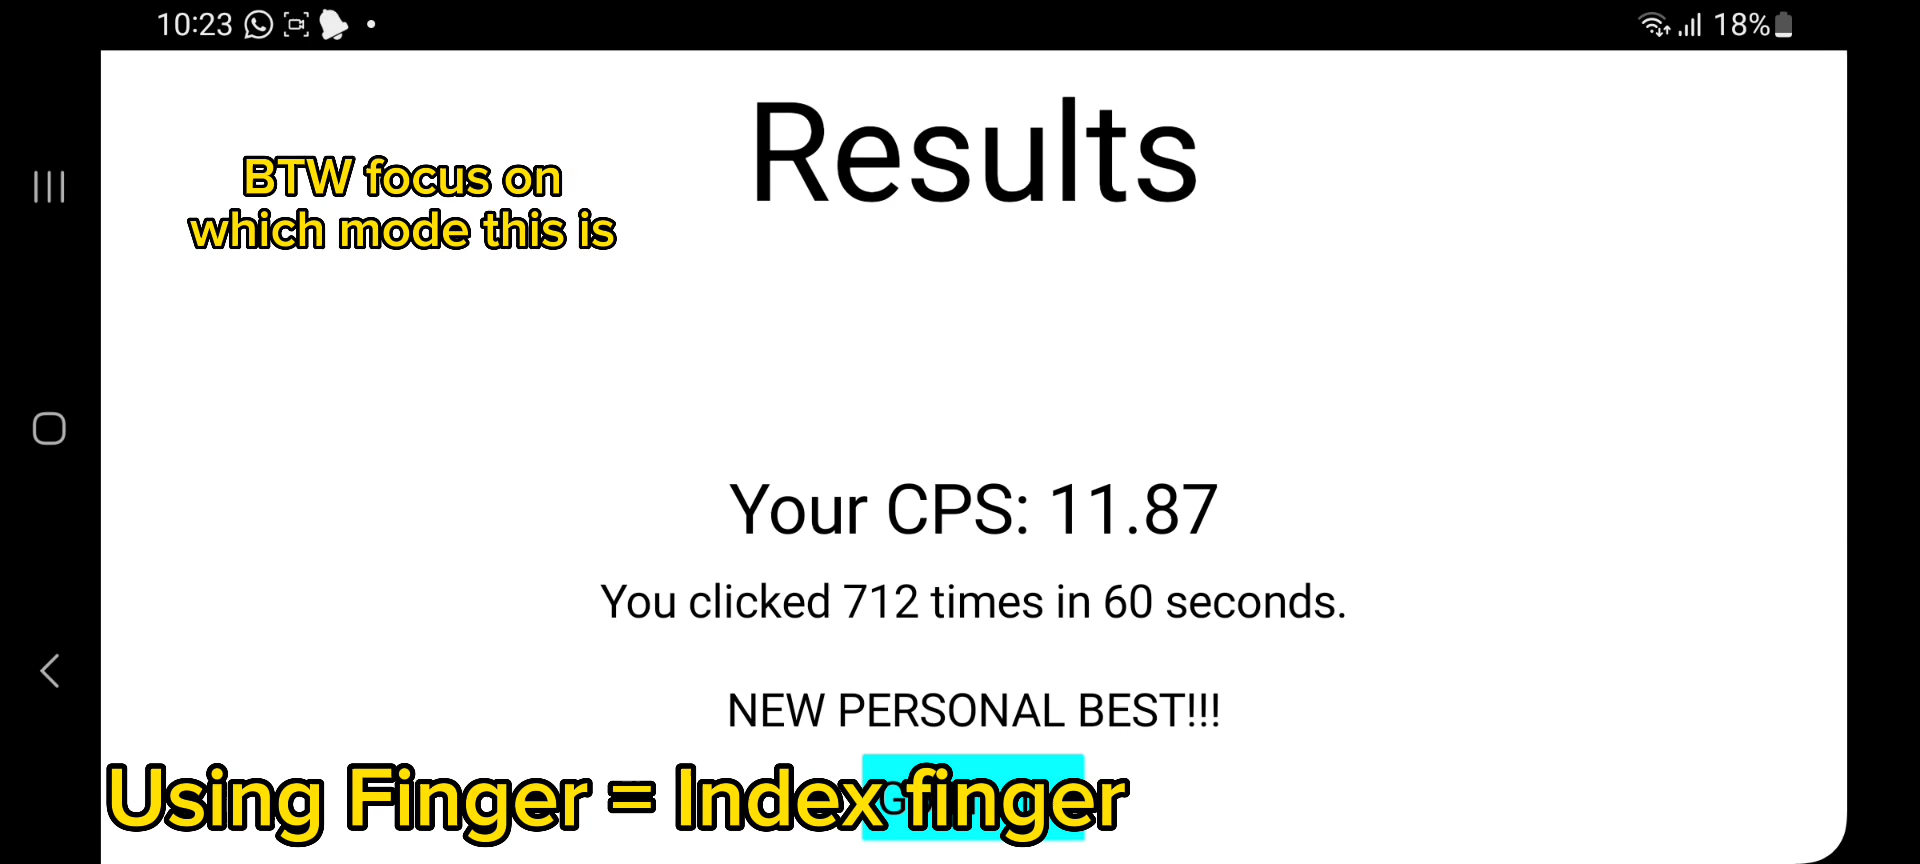 10:23
18%
Results
BTW focus on
which mode this is
Your CPS: 11.87
You clicked 712 times in 60 seconds.
NEW PERSONAL BEST!!!
Using Finger = Index finger